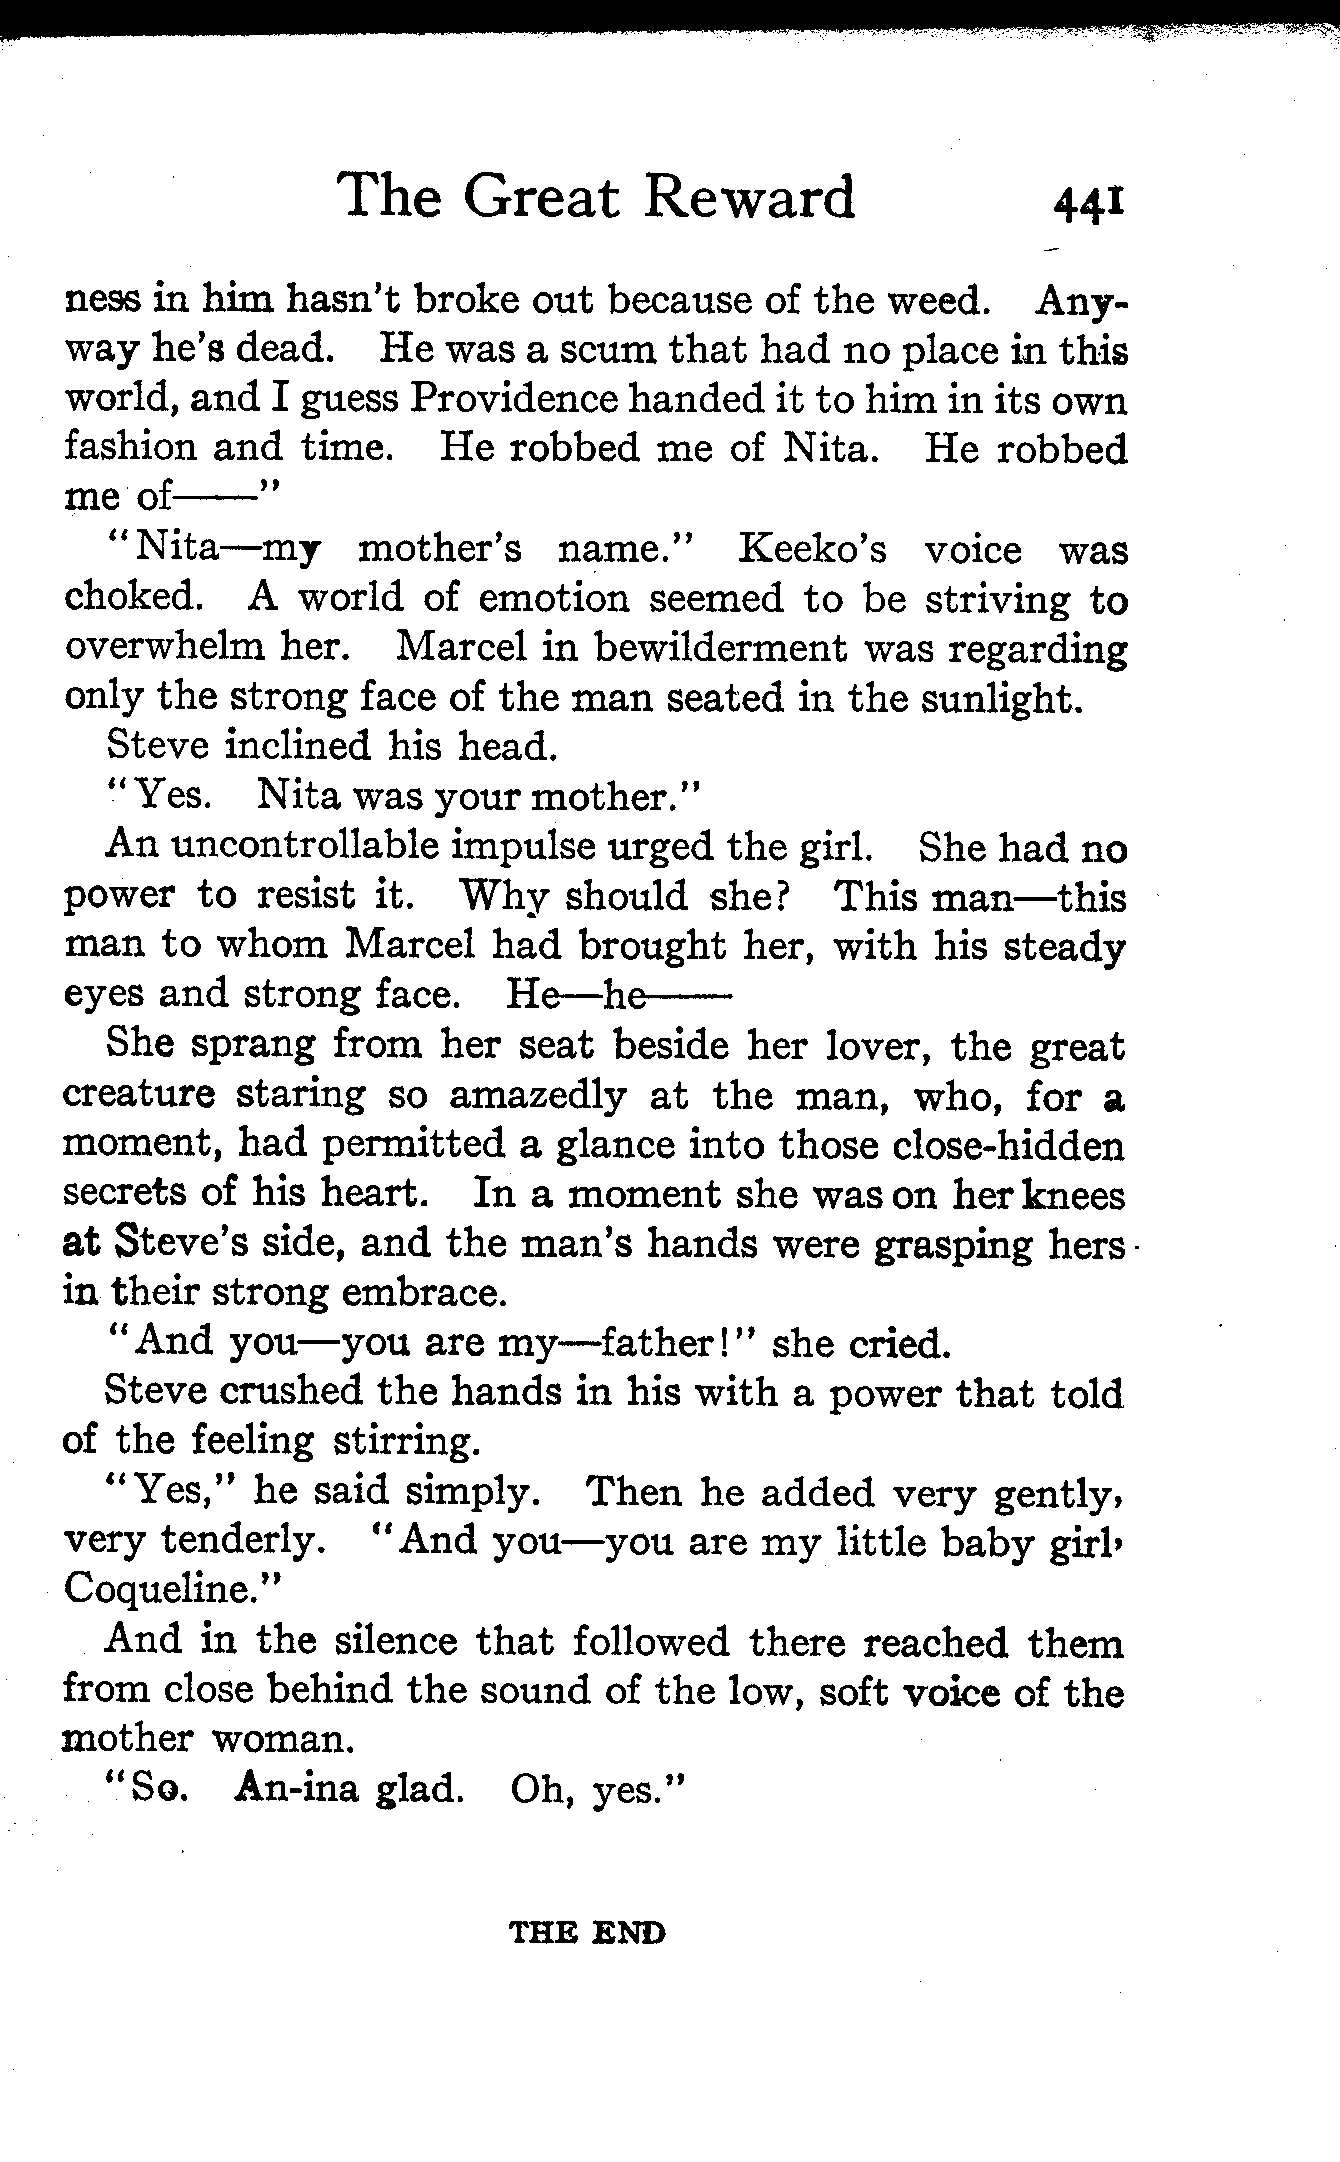 The Great Reward 441
ness in him hasn't broke out because of the weed. Any-
way he's dead. He was a scum that had no place in this
world, and I guess Providence handed it to him in its own
fashion and time. He robbed me of Nita. He robbed
me of——"
"Nita—my mother's name." Keeko's voice was
choked. A world of emotion seemed to be striving to
overwhelm her. Marcel in bewilderment was regarding
only the strong face of the man seated in the sunlight.
Steve inclined his head.
"Yes. Nita was your mother."
An uncontrollable impulse urged the girl. She had no
power to resist it. Why should she? This man—this
man to whom Marcel had brought her, with his steady
eyes and strong face. He—he——
She sprang from her seat beside her lover, the great
creature staring so amazedly at the man, who, for a
moment, had permitted a glance into those close-hidden
secrets of his heart. In a moment she was on her knees
at Steve's side, and the man's hands were grasping hers
in their strong embrace.
"And you—you are my—father!" she cried.
Steve crushed the hands in his with a power that told
of the feeling stirring.
"Yes," he said simply. Then he added very gently,
very tenderly. "And you—you are my little baby girl,
Coqueline."
And in the silence that followed there reached them
from close behind the sound of the low, soft voice of the
mother woman.
"So. An-ina glad. Oh, yes."
THE END